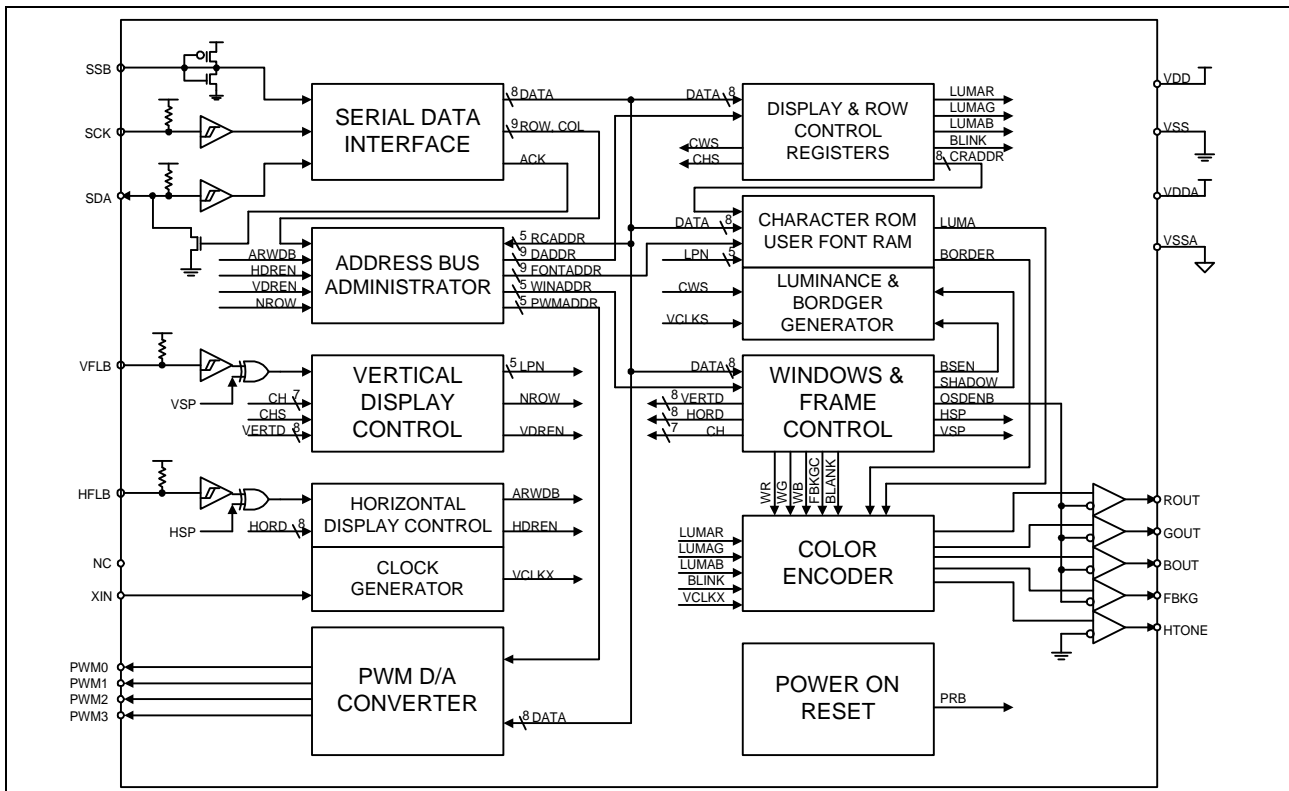 SSB
SCK
SDA
VFLB
VSP
HFLB
HSP
NC
XIN
PWM0
PWM1
PWM2
PWM3
SERIAL DATA
INTERFACE
8 DATA
9 ROW, COL
ACK
ARWDB
HDREN
VDREN
NROW
ADDRESS BUS
ADMINISTRATOR
5 RCADDR
9 DADDR
9 FONTADDR
5 WINADDR
5 PWMADDR
CH 7
CHS
VERTD 8
VERTICAL
DISPLAY
CONTROL
5 LPN
NROW
VDREN
HORD 8
HORIZONTAL
DISPLAY CONTROL
ARWDB
HDREN
CLOCK
GENERATOR
VCLKX
PWM D/A
CONVERTER
8 DATA
DATA 8
CWS
CHS
DISPLAY & ROW
CONTROL
REGISTERS
LUMAR
LUMAG
LUMAB
BLINK
8 CRADDR
DATA 8
LPN 5
CHARACTER ROM
USER FONT RAM
LUMA
BORDER
CWS
VCLKS
LUMINANCE &
BORDGER
GENERATOR
DATA 8
8 VERTD
8 HORD
7 CH
WINDOWS &
FRAME
CONTROL
BSEN
SHADOW
OSDENB
HSP
VSP
WR
WG
WB
FBKGC
BLANK
LUMAR
LUMAG
LUMAB
BLINK
VCLKX
COLOR
ENCODER
POWER ON
RESET
PRB
VDD
VSS
VDDA
VSSA
ROUT
GOUT
BOUT
FBKG
HTONE